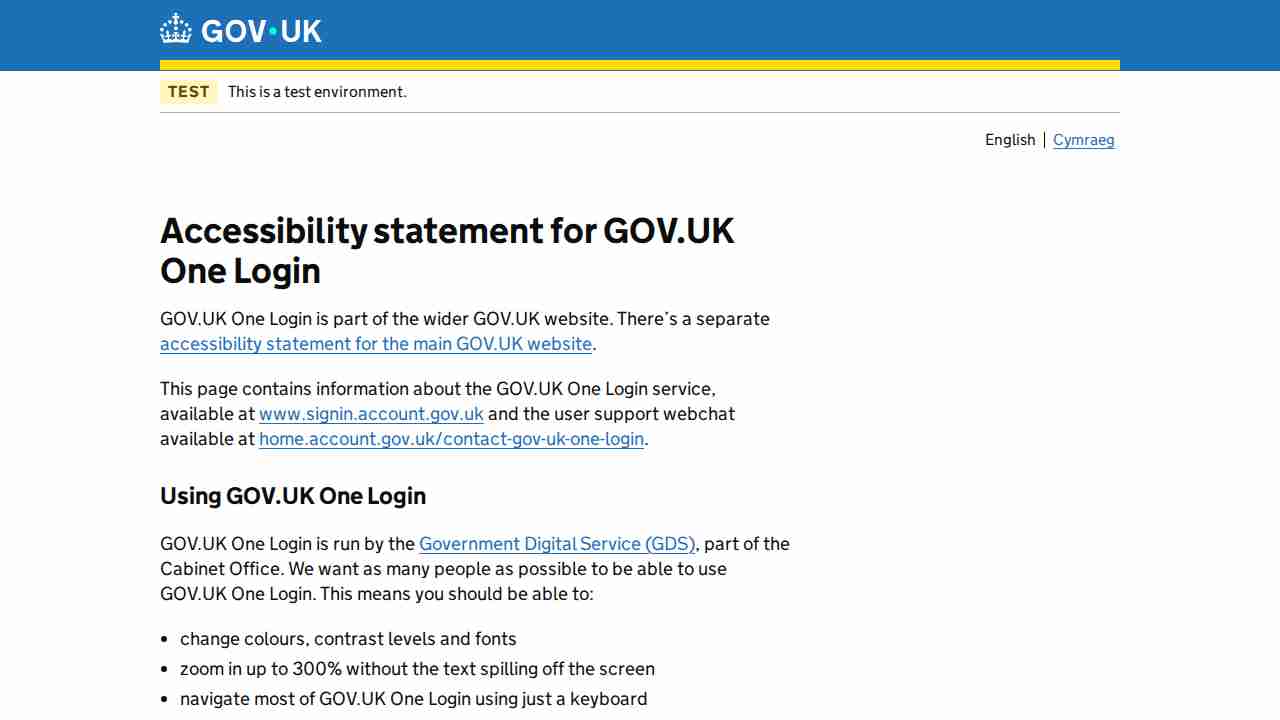 GOV·UK
TEST This is a test environment.
English | Cymraeg
Accessibility statement for GOV.UK
One Login
GOV.UK One Login is part of the wider GOV.UK website. There’s a separate
accessibility statement for the main GOV.UK website.
This page contains information about the GOV.UK One Login service,
available at www.signin.account.gov.uk and the user support webchat
available at home.account.gov.uk/contact-gov-uk-one-login.
Using GOV.UK One Login
GOV.UK One Login is run by the Government Digital Service (GDS), part of the
Cabinet Office. We want as many people as possible to be able to use
GOV.UK One Login. This means you should be able to:
• change colours, contrast levels and fonts
• zoom in up to 300% without the text spilling off the screen
• navigate most of GOV.UK One Login using just a keyboard